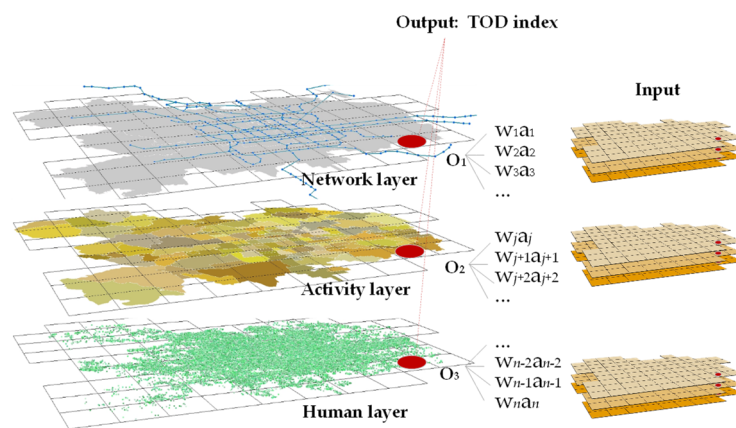 Output: TOD index
Input
w1a1
w2a2
w3a3
...
O1
Network layer
wjaj
wj+1aj+1
wj+2aj+2
...
O2
Activity layer
...
wn-2an-2
wn-1an-1
wnan
O3
Human layer